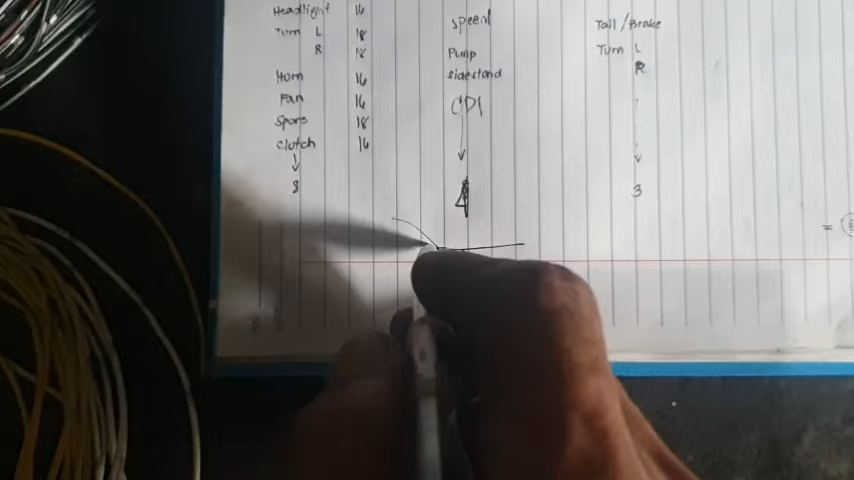 Headlight 16
Turn L 18
R 18
Horn 16
Fan 16
Spare 18
Clutch 16
8
Speed
Pump
Sidestand
CDI
4
Tail/Brake
Turn L
R
3
=